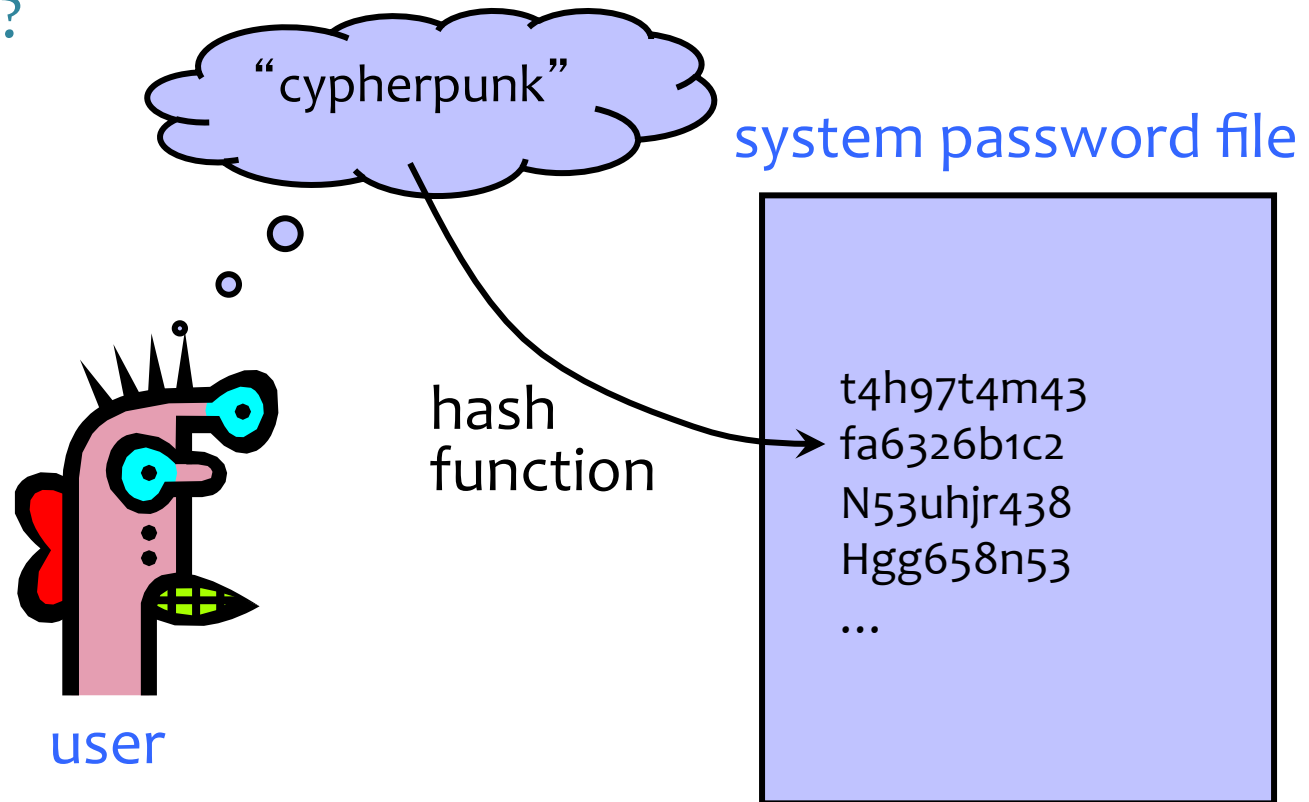 ?
“cypherpunk”
system password file
hash
function
t4h97t4m43
fa6326b1c2
N53uhjr438
Hgg658n53
...
user